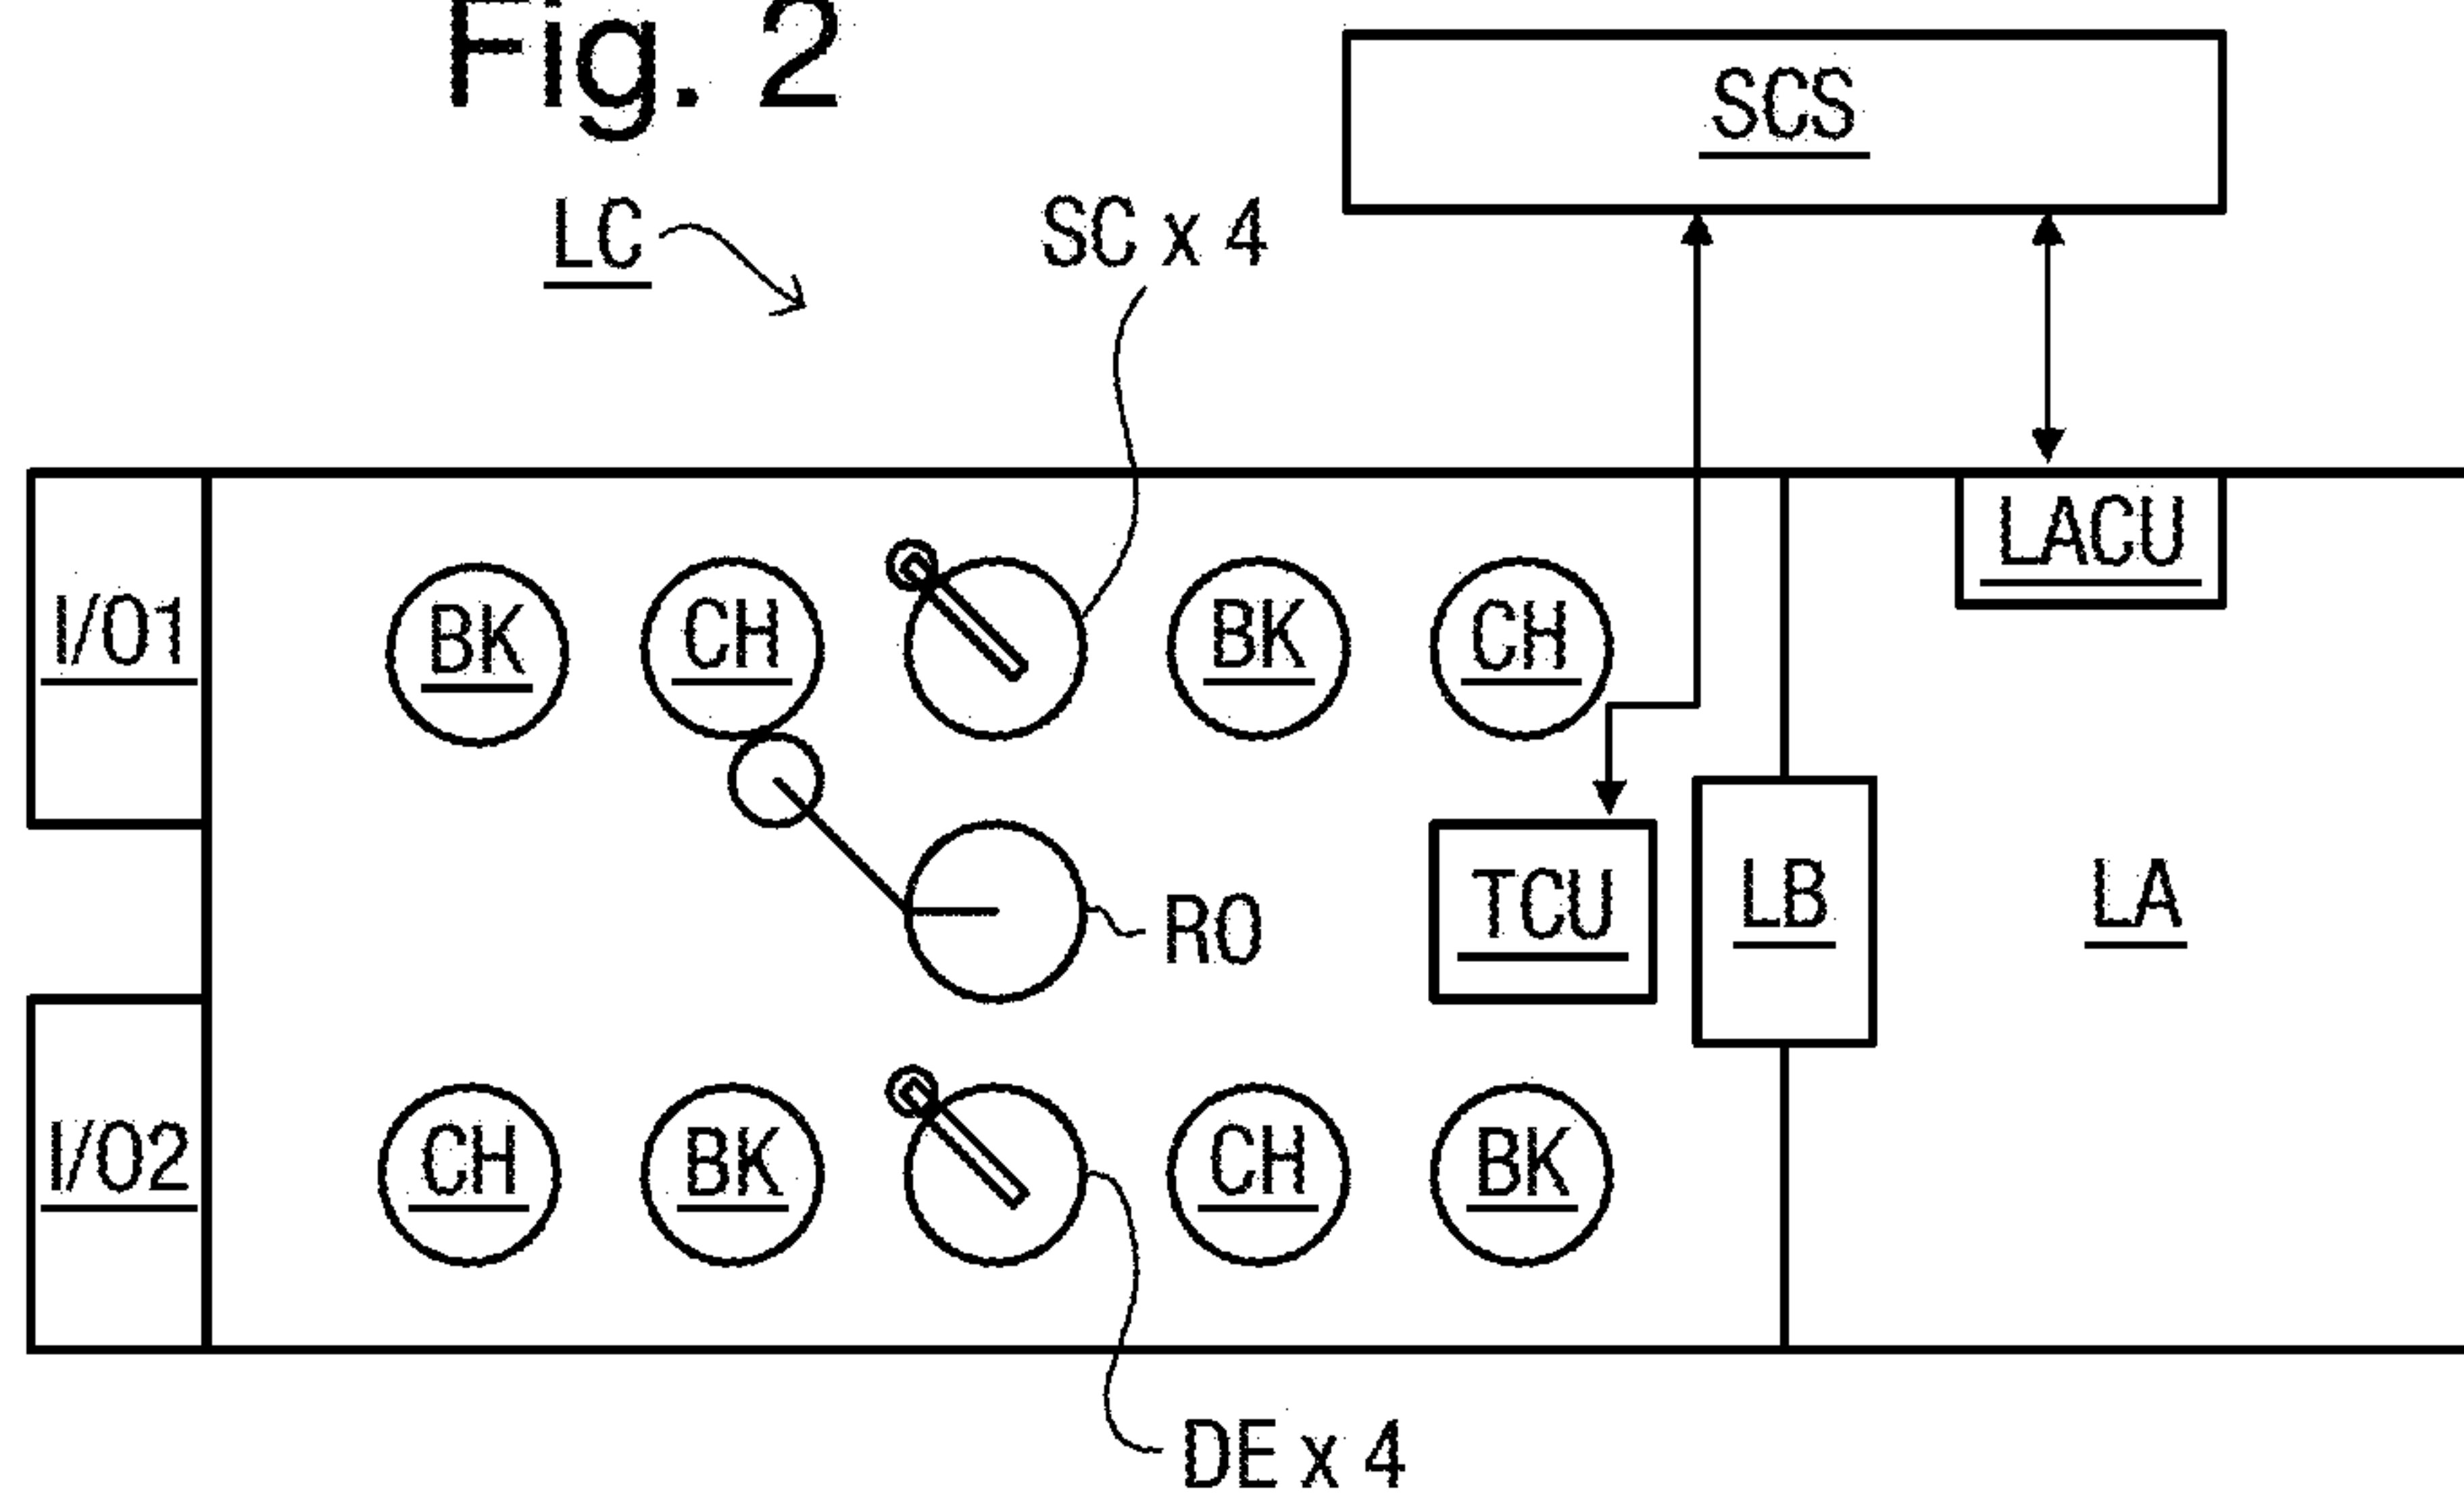 Fig. 2
SCS
LC
SC x 4
LACU
I/O1
BK
CH
BK
CH
RO
TCU
LB
LA
I/O2
CH
BK
CH
BK
DE x 4